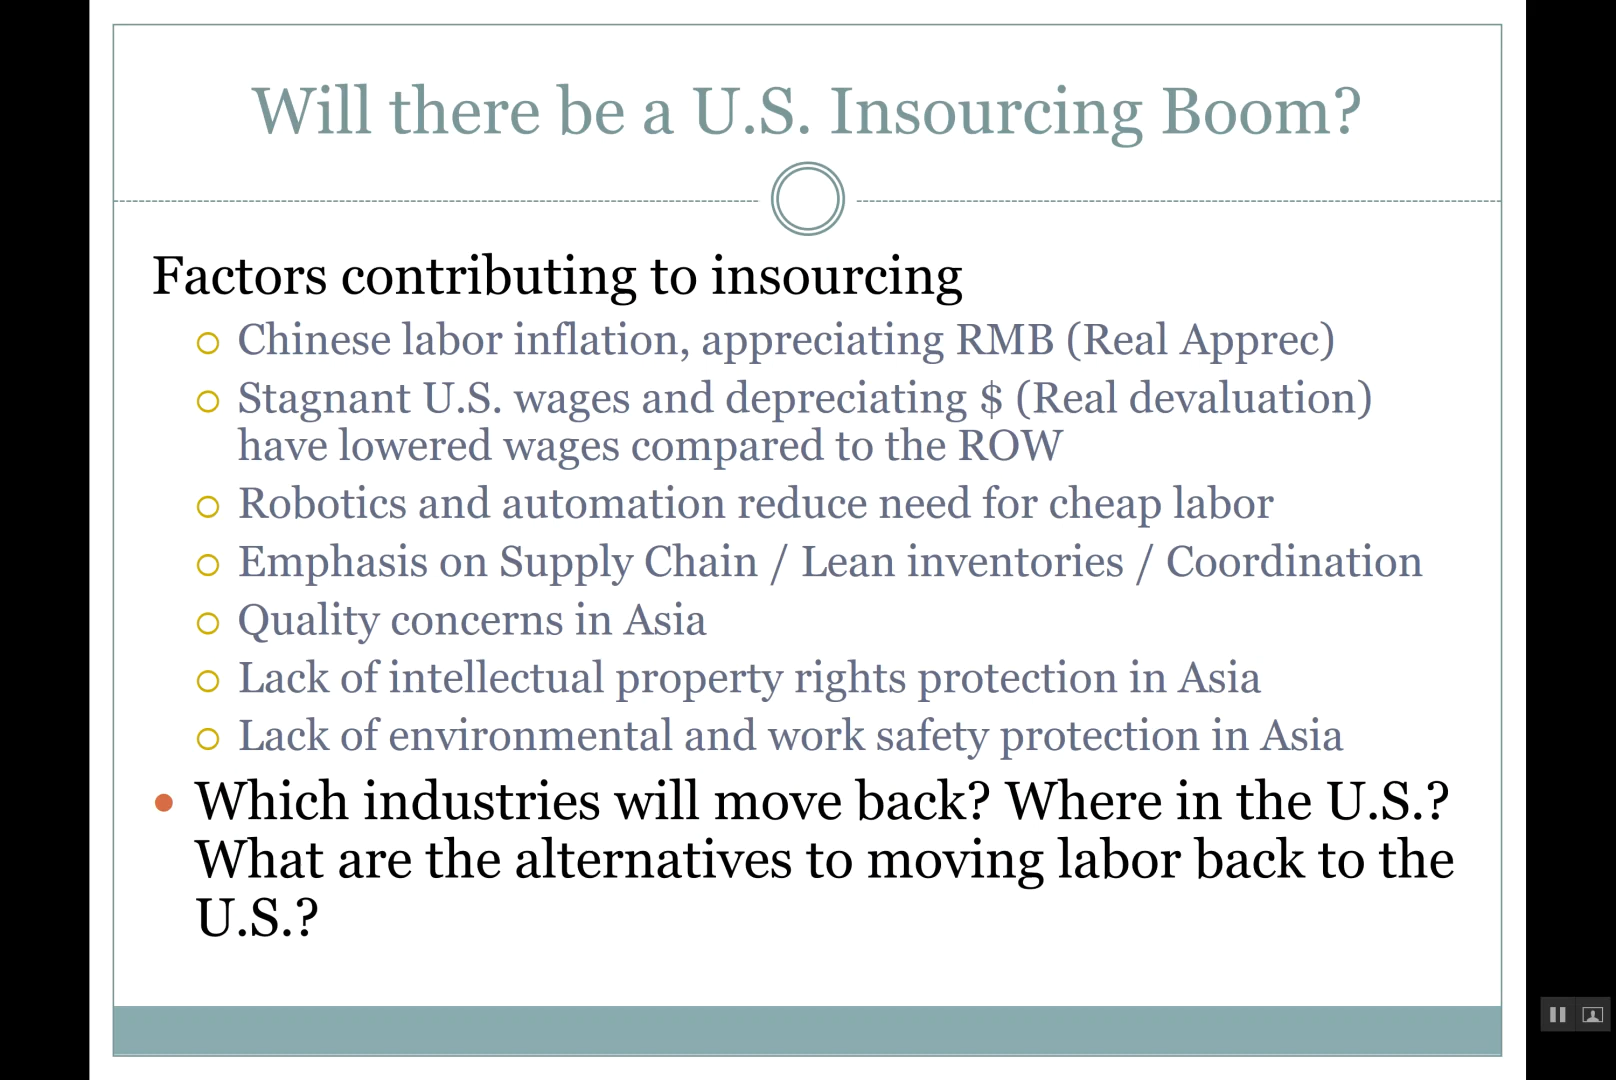 Will there be a U.S. Insourcing Boom?
Factors contributing to insourcing
Chinese labor inflation, appreciating RMB (Real Apprec)
Stagnant U.S. wages and depreciating $ (Real devaluation)
have lowered wages compared to the ROW
Robotics and automation reduce need for cheap labor
Emphasis on Supply Chain / Lean inventories / Coordination
Quality concerns in Asia
Lack of intellectual property rights protection in Asia
Lack of environmental and work safety protection in Asia
Which industries will move back? Where in the U.S.?
What are the alternatives to moving labor back to the
U.S.?